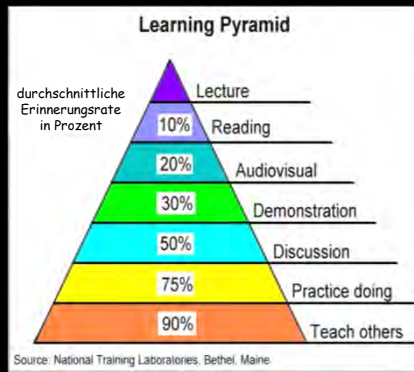 Learning Pyramid
durchschnittliche
Erinnerungsrate
in Prozent
Lecture
10% Reading
20%
Audiovisual
30%
Demonstration
50%
Discussion
75%
Practice doing
90%
Teach others
Source: National Training Laboratories, Bethel, Maine